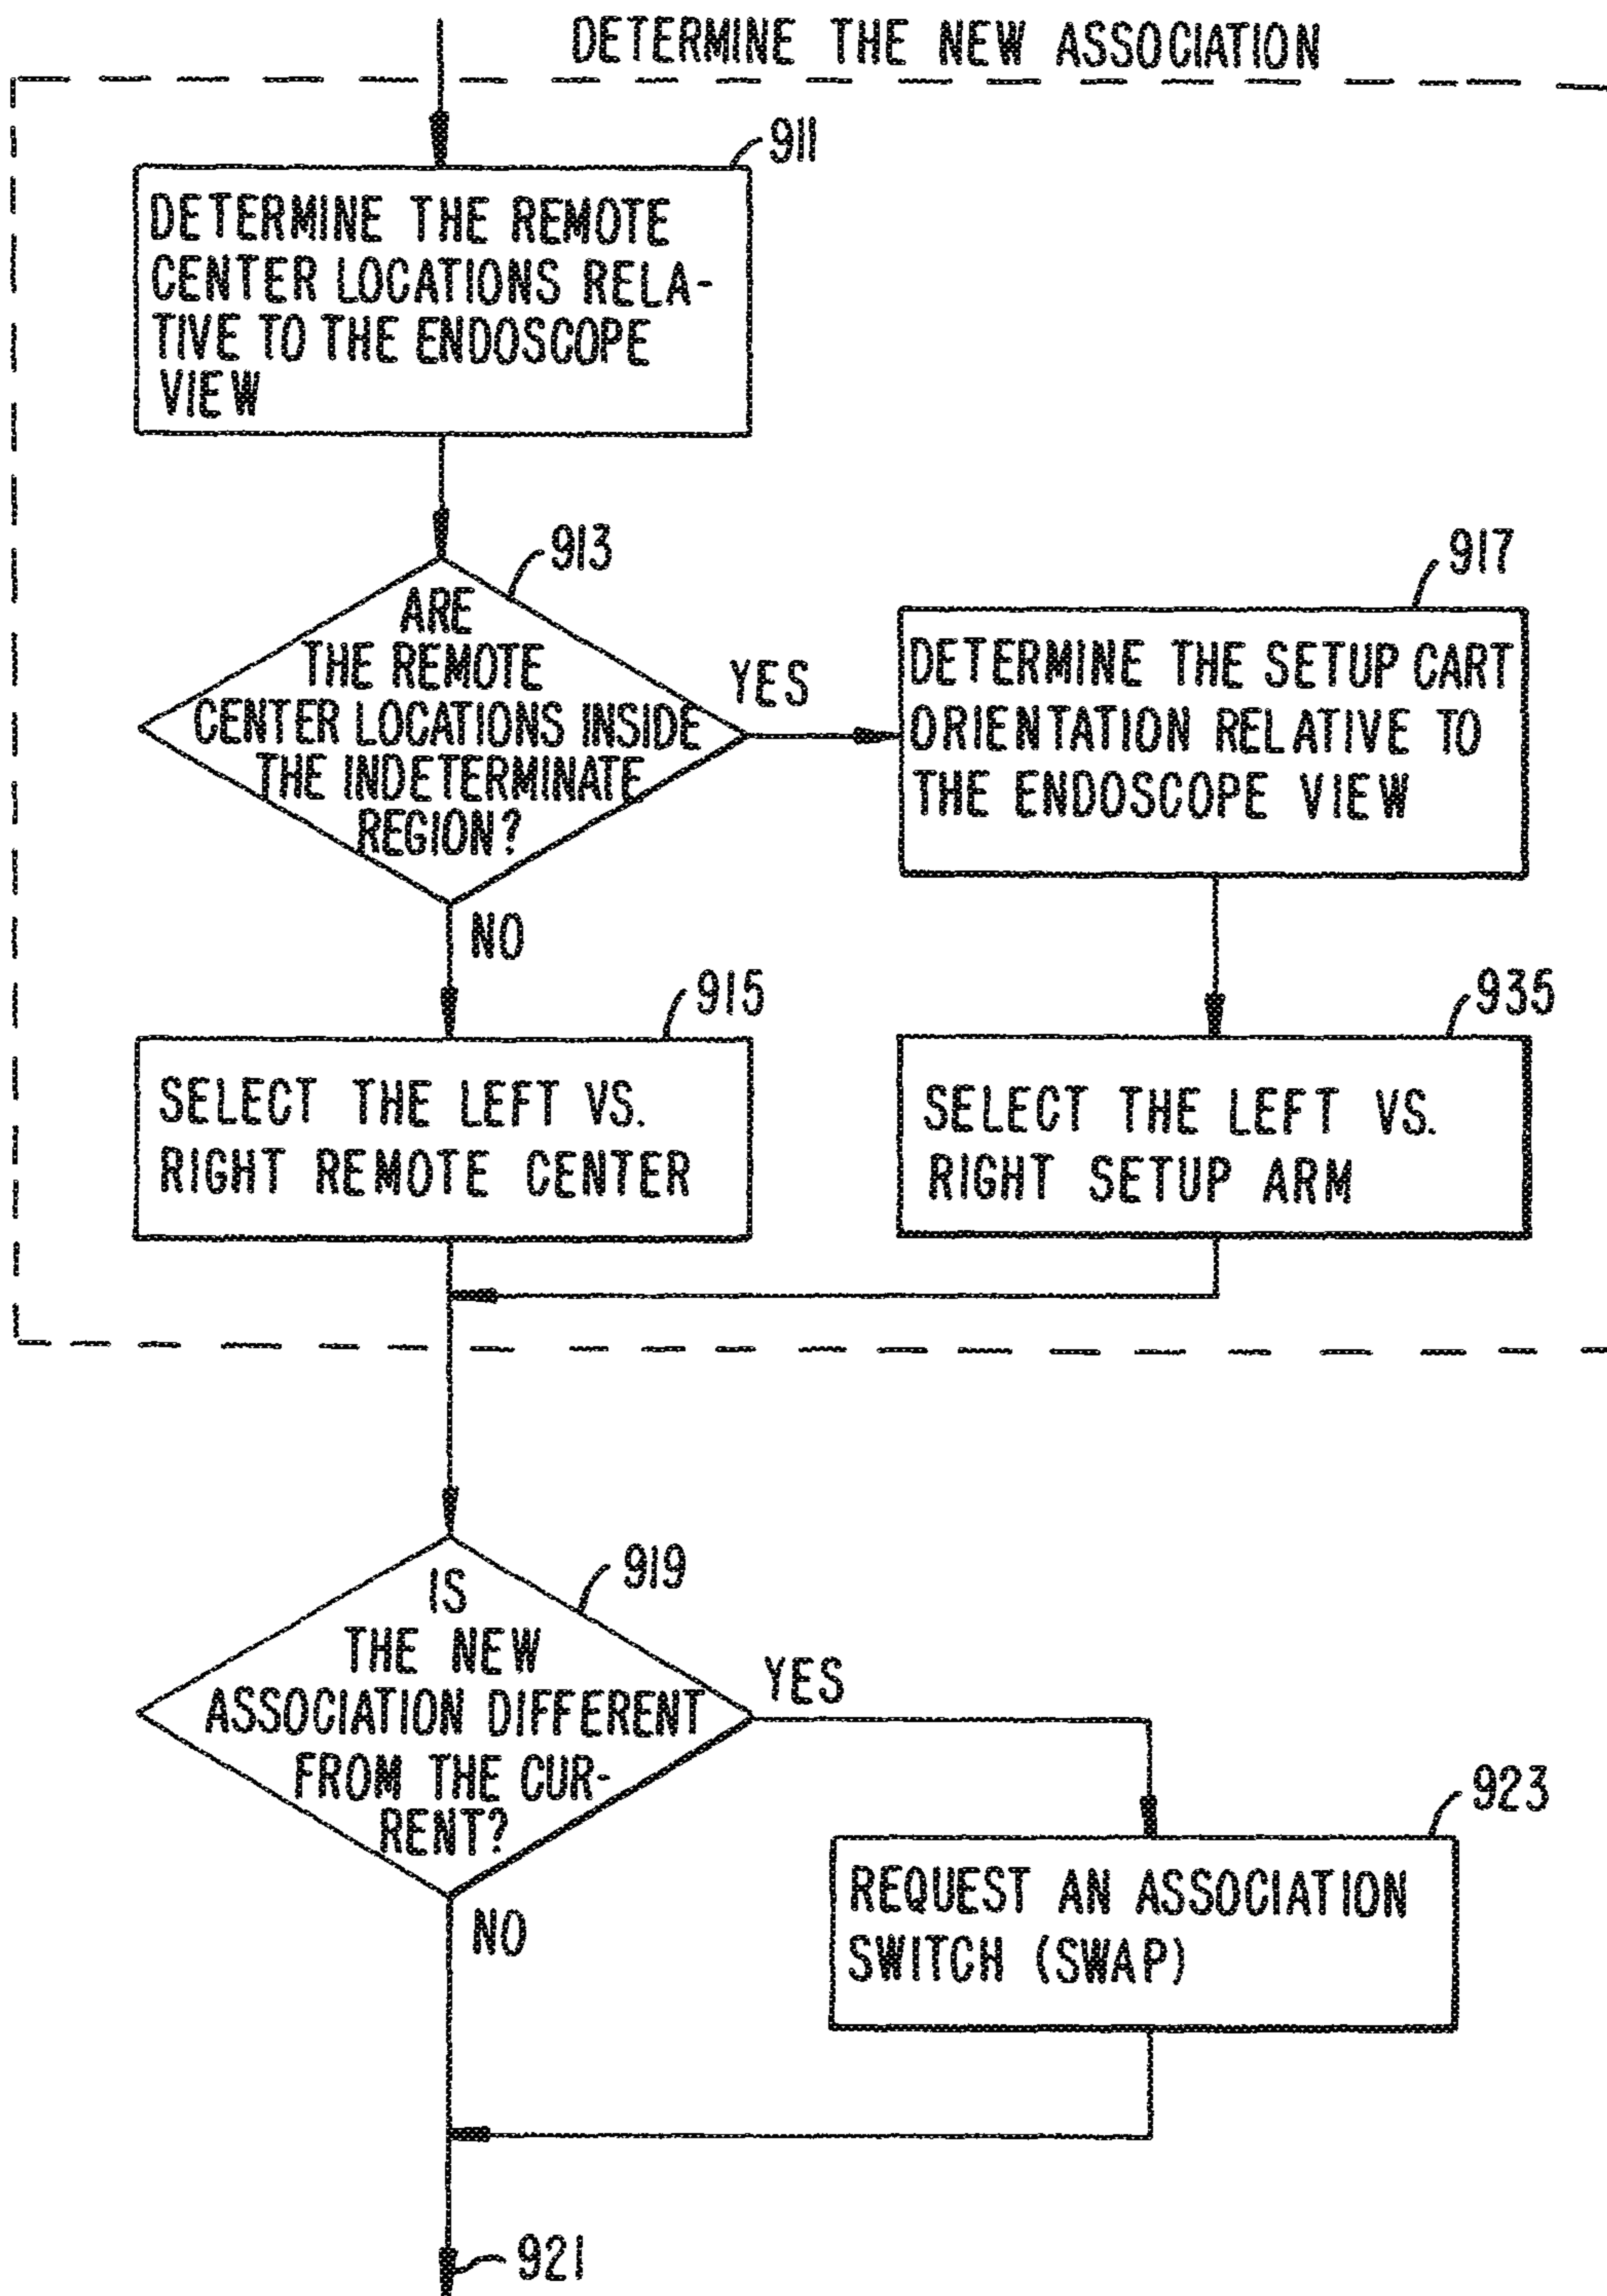 DETERMINE THE NEW ASSOCIATION
911
DETERMINE THE REMOTE
CENTER LOCATIONS RELA-
TIVE TO THE ENDOSCOPE
VIEW
913
ARE
THE REMOTE
CENTER LOCATIONS INSIDE
THE INDETERMINATE
REGION?
YES
NO
917
DETERMINE THE SETUP CART
ORIENTATION RELATIVE TO
THE ENDOSCOPE VIEW
915
SELECT THE LEFT VS.
RIGHT REMOTE CENTER
935
SELECT THE LEFT VS.
RIGHT SETUP ARM
919
IS
THE NEW
ASSOCIATION DIFFERENT
FROM THE CUR-
RENT?
YES
NO
923
REQUEST AN ASSOCIATION
SWITCH (SWAP)
921